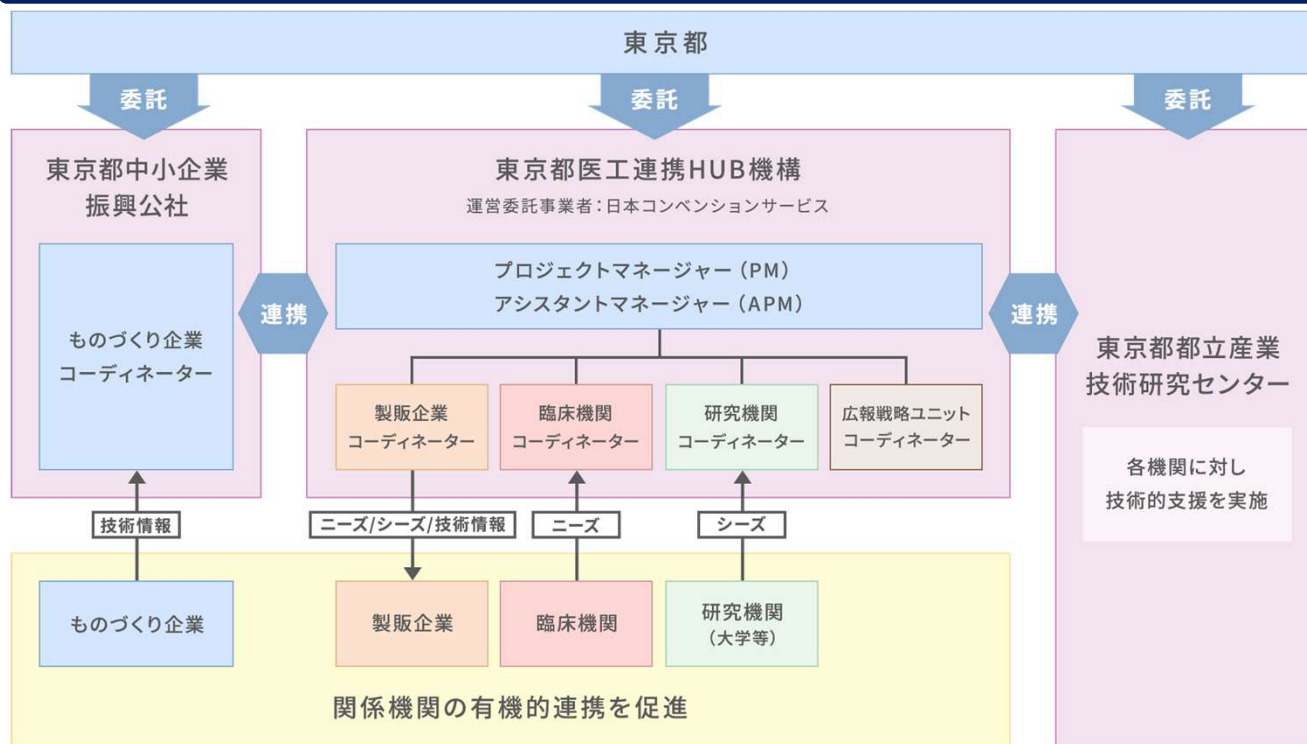 東京都
委託
委託
委託
東京都中小企業
振興公社
ものづくり企業
コーディネーター
連携
東京都医工連携HUB機構
運営委託事業者：日本コンベンションサービス
プロジェクトマネージャー（PM）
アシスタントマネージャー（APM）
製販企業
コーディネーター
臨床機関
コーディネーター
研究機関
コーディネーター
広報戦略ユニット
コーディネーター
連携
東京都都立産業
技術研究センター
各機関に対し
技術的支援を実施
技術情報
ニーズ/シーズ/技術情報
ニーズ
シーズ
ものづくり企業
製販企業
臨床機関
研究機関
（大学等）
関係機関の有機的連携を促進